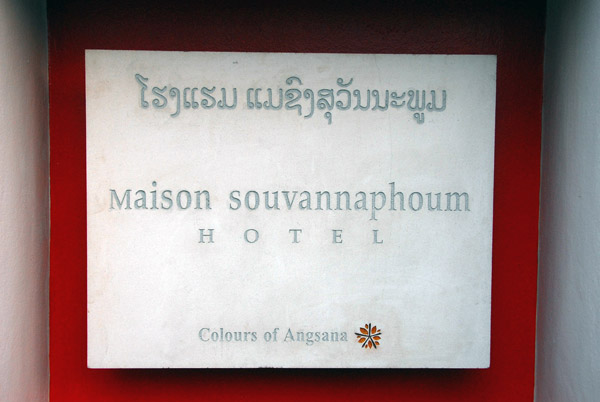 ໂຮງແຮມ ແມຊົງສຸວັນນະພູມ
Maison souvannaphoum
HOTEL
Colours of Angsana